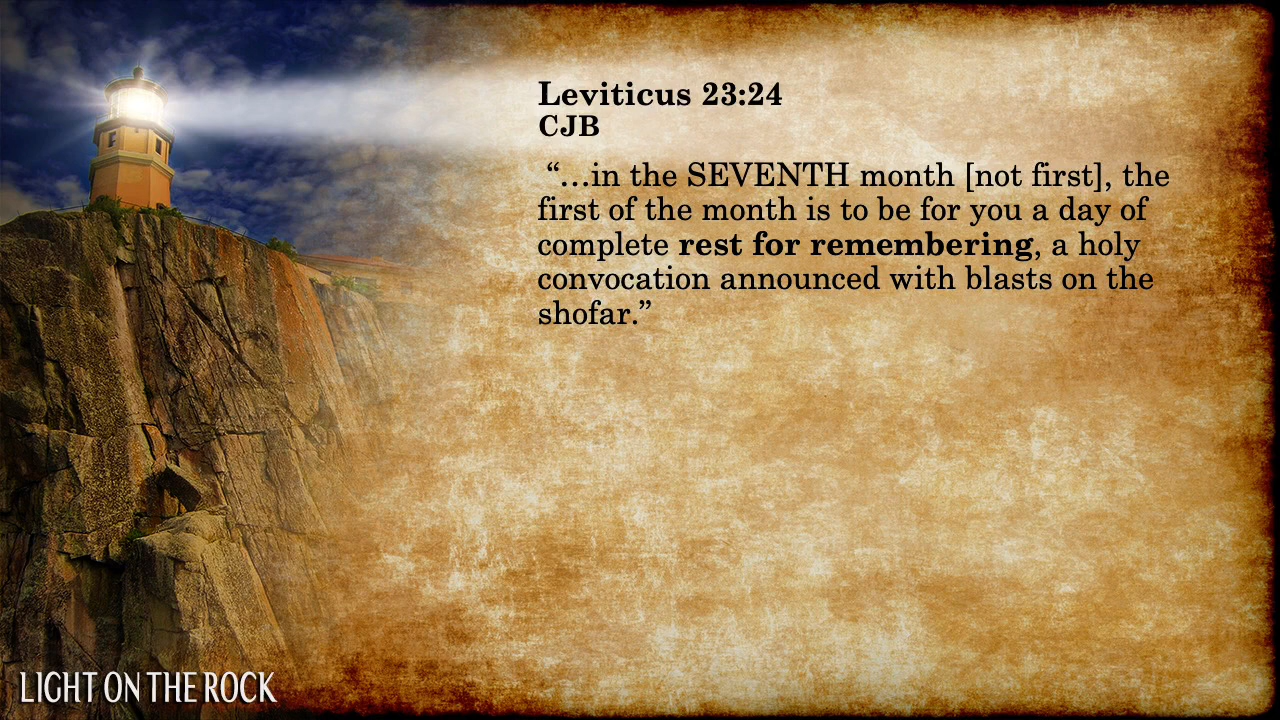 Leviticus 23:24
CJB
“…in the SEVENTH month [not first], the
first of the month is to be for you a day of
complete rest for remembering, a holy
convocation announced with blasts on the
shofar.”
LIGHT ON THE ROCK